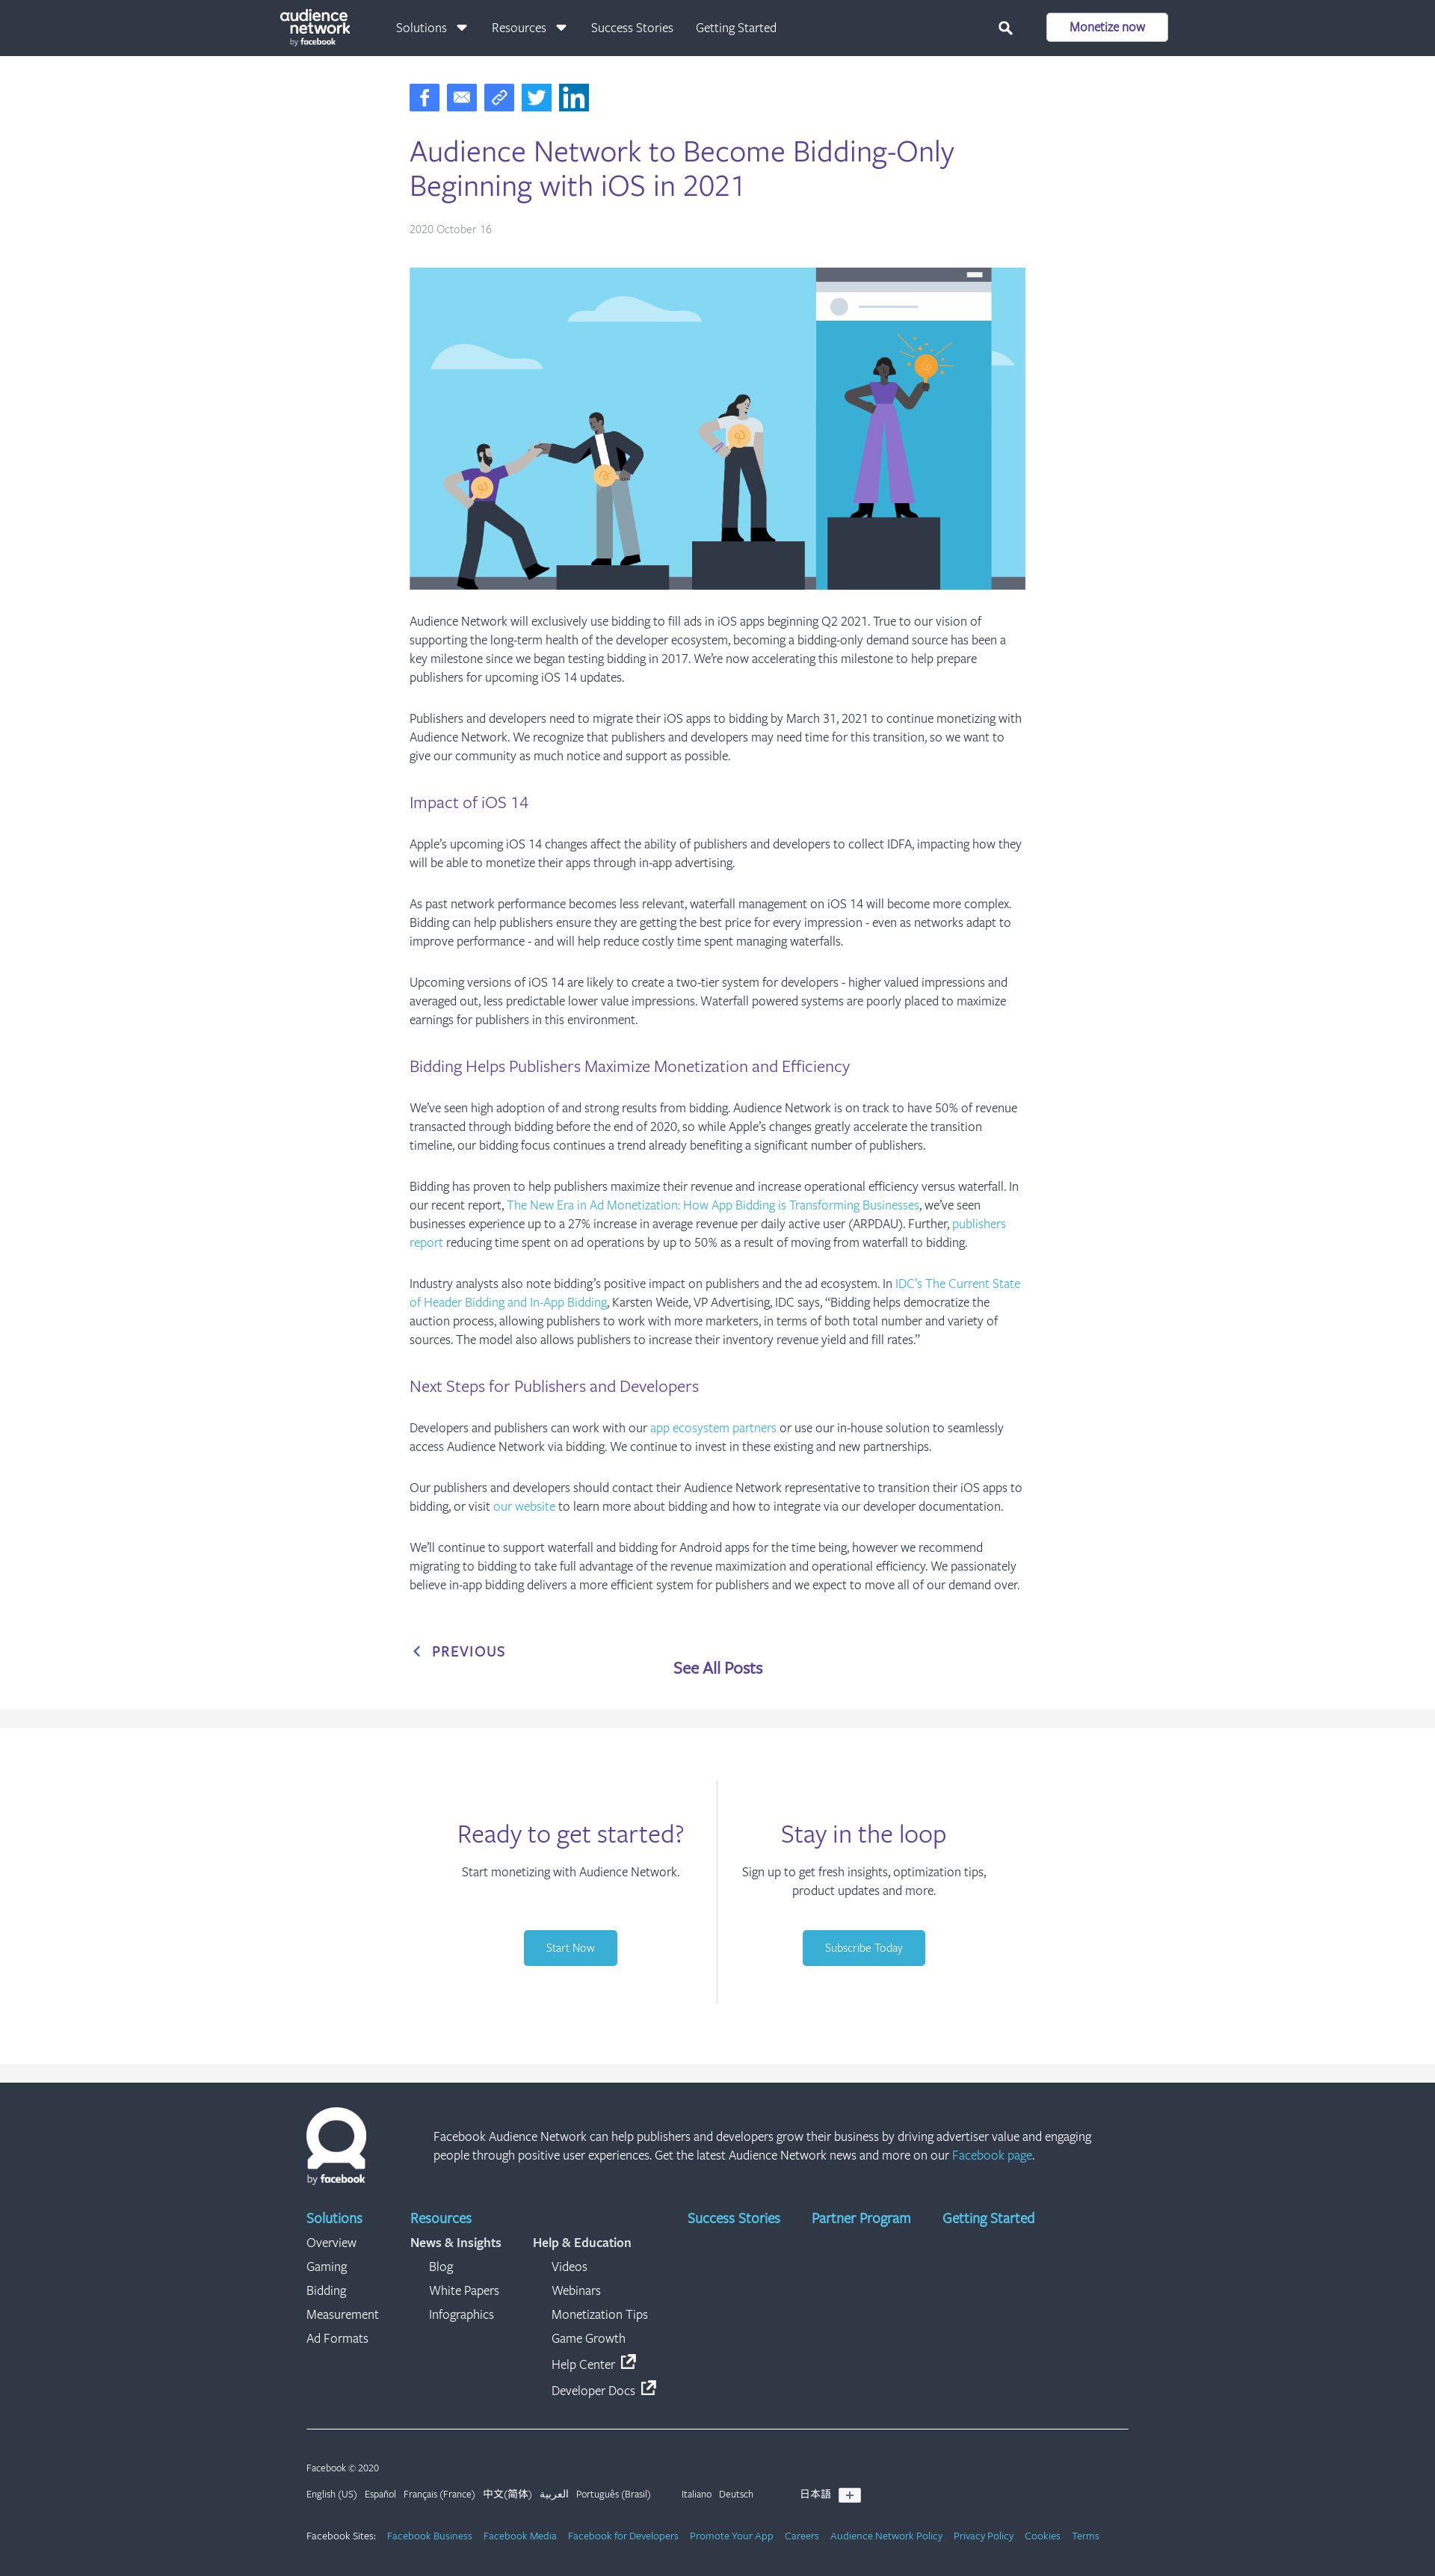 audience
network
by facebook
Solutions Resources Success Stories Getting Started
Monetize now
Audience Network to Become Bidding-Only
Beginning with iOS in 2021
2020 October 16
Audience Network will exclusively use bidding to fill ads in iOS apps beginning Q2 2021. True to our vision of
supporting the long-term health of the developer ecosystem, becoming a bidding-only demand source has been a
key milestone since we began testing bidding in 2017. We’re now accelerating this milestone to help prepare
publishers for upcoming iOS 14 updates.
Publishers and developers need to migrate their iOS apps to bidding by March 31, 2021 to continue monetizing with
Audience Network. We recognize that publishers and developers may need time for this transition, so we want to
give our community as much notice and support as possible.
Impact of iOS 14
Apple’s upcoming iOS 14 changes affect the ability of publishers and developers to collect IDFA, impacting how they
will be able to monetize their apps through in-app advertising.
As past network performance becomes less relevant, waterfall management on iOS 14 will become more complex.
Bidding can help publishers ensure they are getting the best price for every impression - even as networks adapt to
improve performance - and will help reduce costly time spent managing waterfalls.
Upcoming versions of iOS 14 are likely to create a two-tier system for developers - higher valued impressions and
averaged out, less predictable lower value impressions. Waterfall powered systems are poorly placed to maximize
earnings for publishers in this environment.
Bidding Helps Publishers Maximize Monetization and Efficiency
We’ve seen high adoption of and strong results from bidding. Audience Network is on track to have 50% of revenue
transacted through bidding before the end of 2020, so while Apple’s changes greatly accelerate the transition
timeline, our bidding focus continues a trend already benefiting a significant number of publishers.
Bidding has proven to help publishers maximize their revenue and increase operational efficiency versus waterfall. In
our recent report, The New Era in Ad Monetization: How App Bidding is Transforming Businesses, we’ve seen
businesses experience up to a 27% increase in average revenue per daily active user (ARPDAU). Further, publishers
report reducing time spent on ad operations by up to 50% as a result of moving from waterfall to bidding.
Industry analysts also note bidding’s positive impact on publishers and the ad ecosystem. In IDC’s The Current State
of Header Bidding and In-App Bidding, Karsten Weide, VP Advertising, IDC says, “Bidding helps democratize the
auction process, allowing publishers to work with more marketers, in terms of both total number and variety of
sources. The model also allows publishers to increase their inventory revenue yield and fill rates.”
Next Steps for Publishers and Developers
Developers and publishers can work with our app ecosystem partners or use our in-house solution to seamlessly
access Audience Network via bidding. We continue to invest in these existing and new partnerships.
Our publishers and developers should contact their Audience Network representative to transition their iOS apps to
bidding, or visit our website to learn more about bidding and how to integrate via our developer documentation.
We’ll continue to support waterfall and bidding for Android apps for the time being, however we recommend
migrating to bidding to take full advantage of the revenue maximization and operational efficiency. We passionately
believe in-app bidding delivers a more efficient system for publishers and we expect to move all of our demand over.
PREVIOUS
See All Posts
Ready to get started?
Start monetizing with Audience Network.
Start Now
Stay in the loop
Sign up to get fresh insights, optimization tips,
product updates and more.
Subscribe Today
by facebook
Facebook Audience Network can help publishers and developers grow their business by driving advertiser value and engaging
people through positive user experiences. Get the latest Audience Network news and more on our Facebook page.
Solutions
Overview
Gaming
Bidding
Measurement
Ad Formats
Resources
News & Insights
Blog
White Papers
Infographics
Help & Education
Videos
Webinars
Monetization Tips
Game Growth
Help Center
Developer Docs
Success Stories
Partner Program
Getting Started
Facebook © 2020
English (US) Español Français (France) 中文(简体) العربية Português (Brasil) Italiano Deutsch 日本語
Facebook Sites: Facebook Business Facebook Media Facebook for Developers Promote Your App Careers Audience Network Policy Privacy Policy Cookies Terms